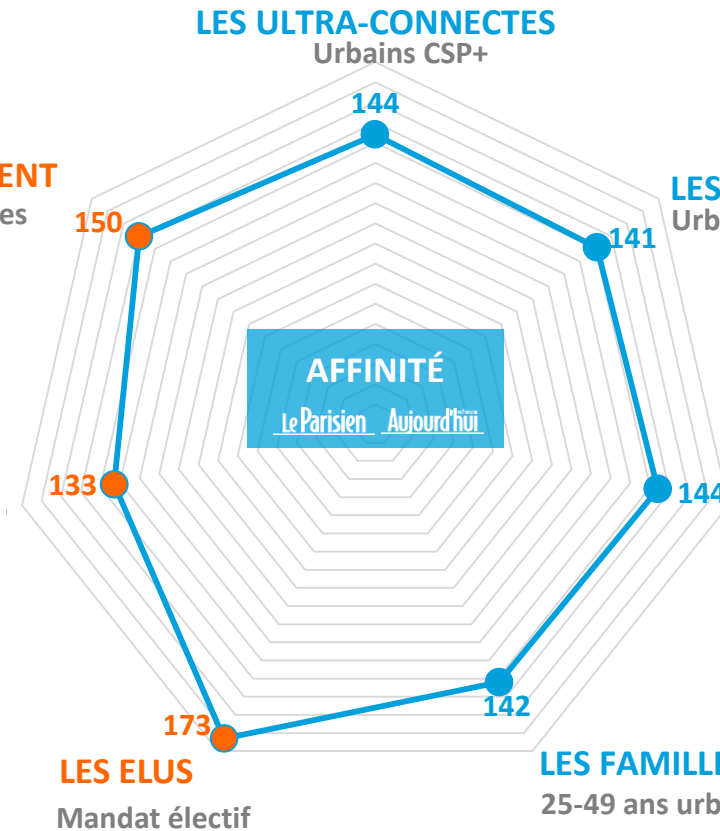 LES ULTRA-CONNECTES
Urbains CSP+
144
ENT
es
150
LES
Urb
141
AFFINITÉ
Le Parisien Aujourd'hui
133
144
173
142
LES ELUS
Mandat électif
LES FAMILLE
25-49 ans urb